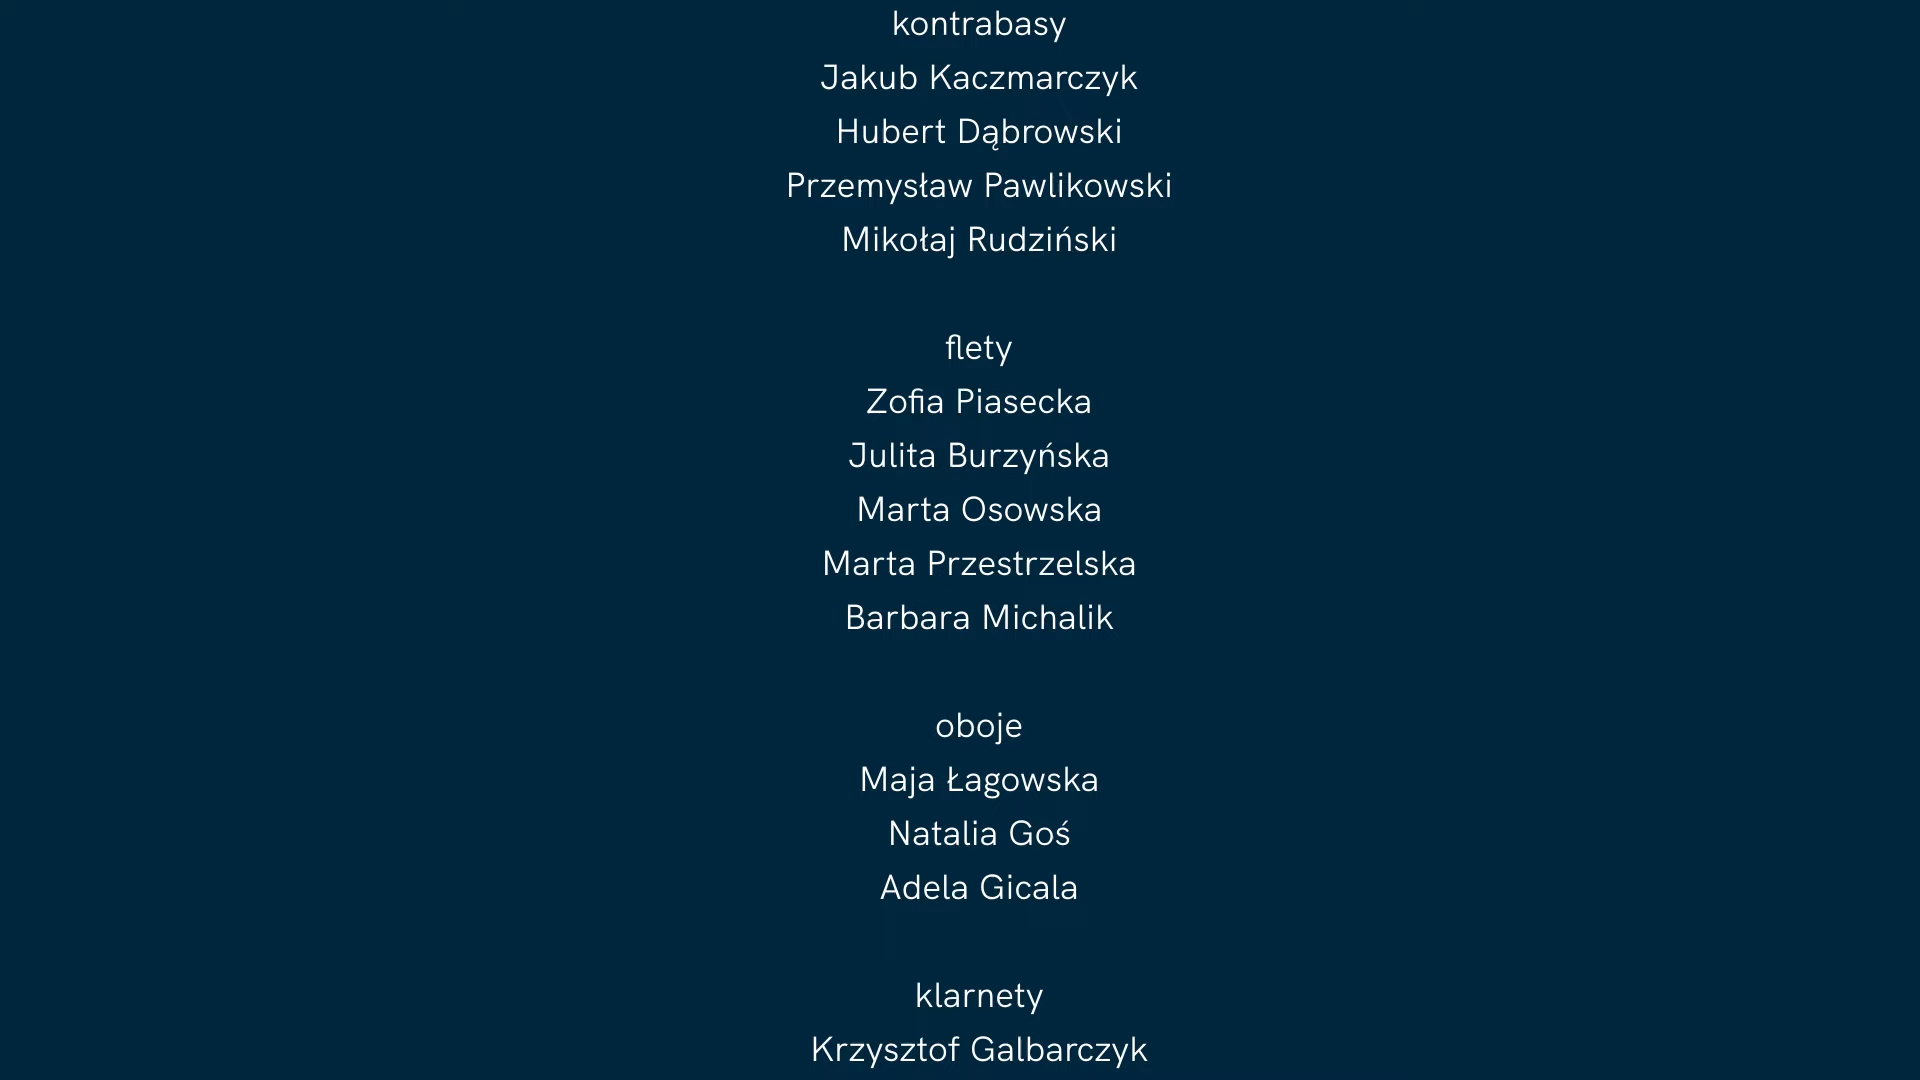 kontrabasy
Jakub Kaczmarczyk
Hubert Dąbrowski
Przemysław Pawlikowski
Mikołaj Rudziński
flety
Zofia Piasecka
Julita Burzyńska
Marta Osowska
Marta Przestrzelska
Barbara Michalik
oboje
Maja Łagowska
Natalia Goś
Adela Gicala
klarnety
Krzysztof Galbarczyk